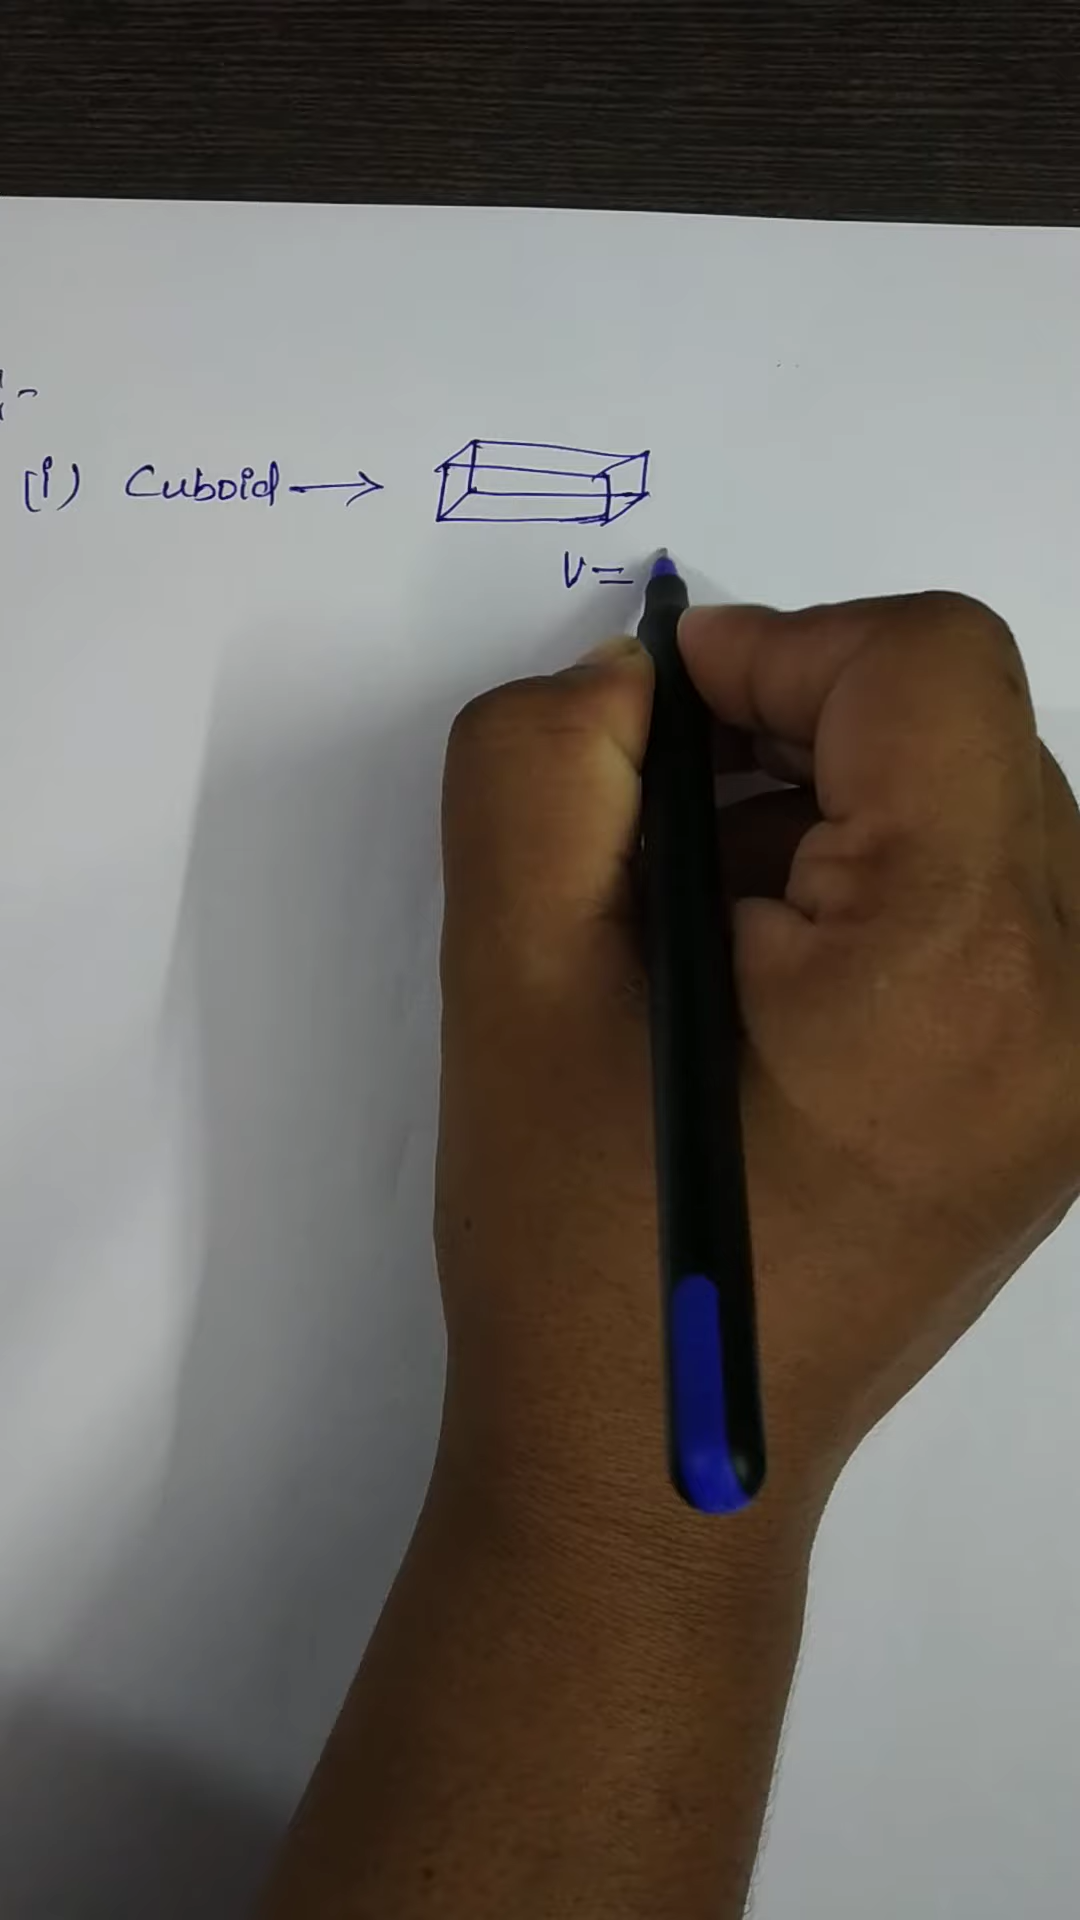 (i) Cuboid →
V =